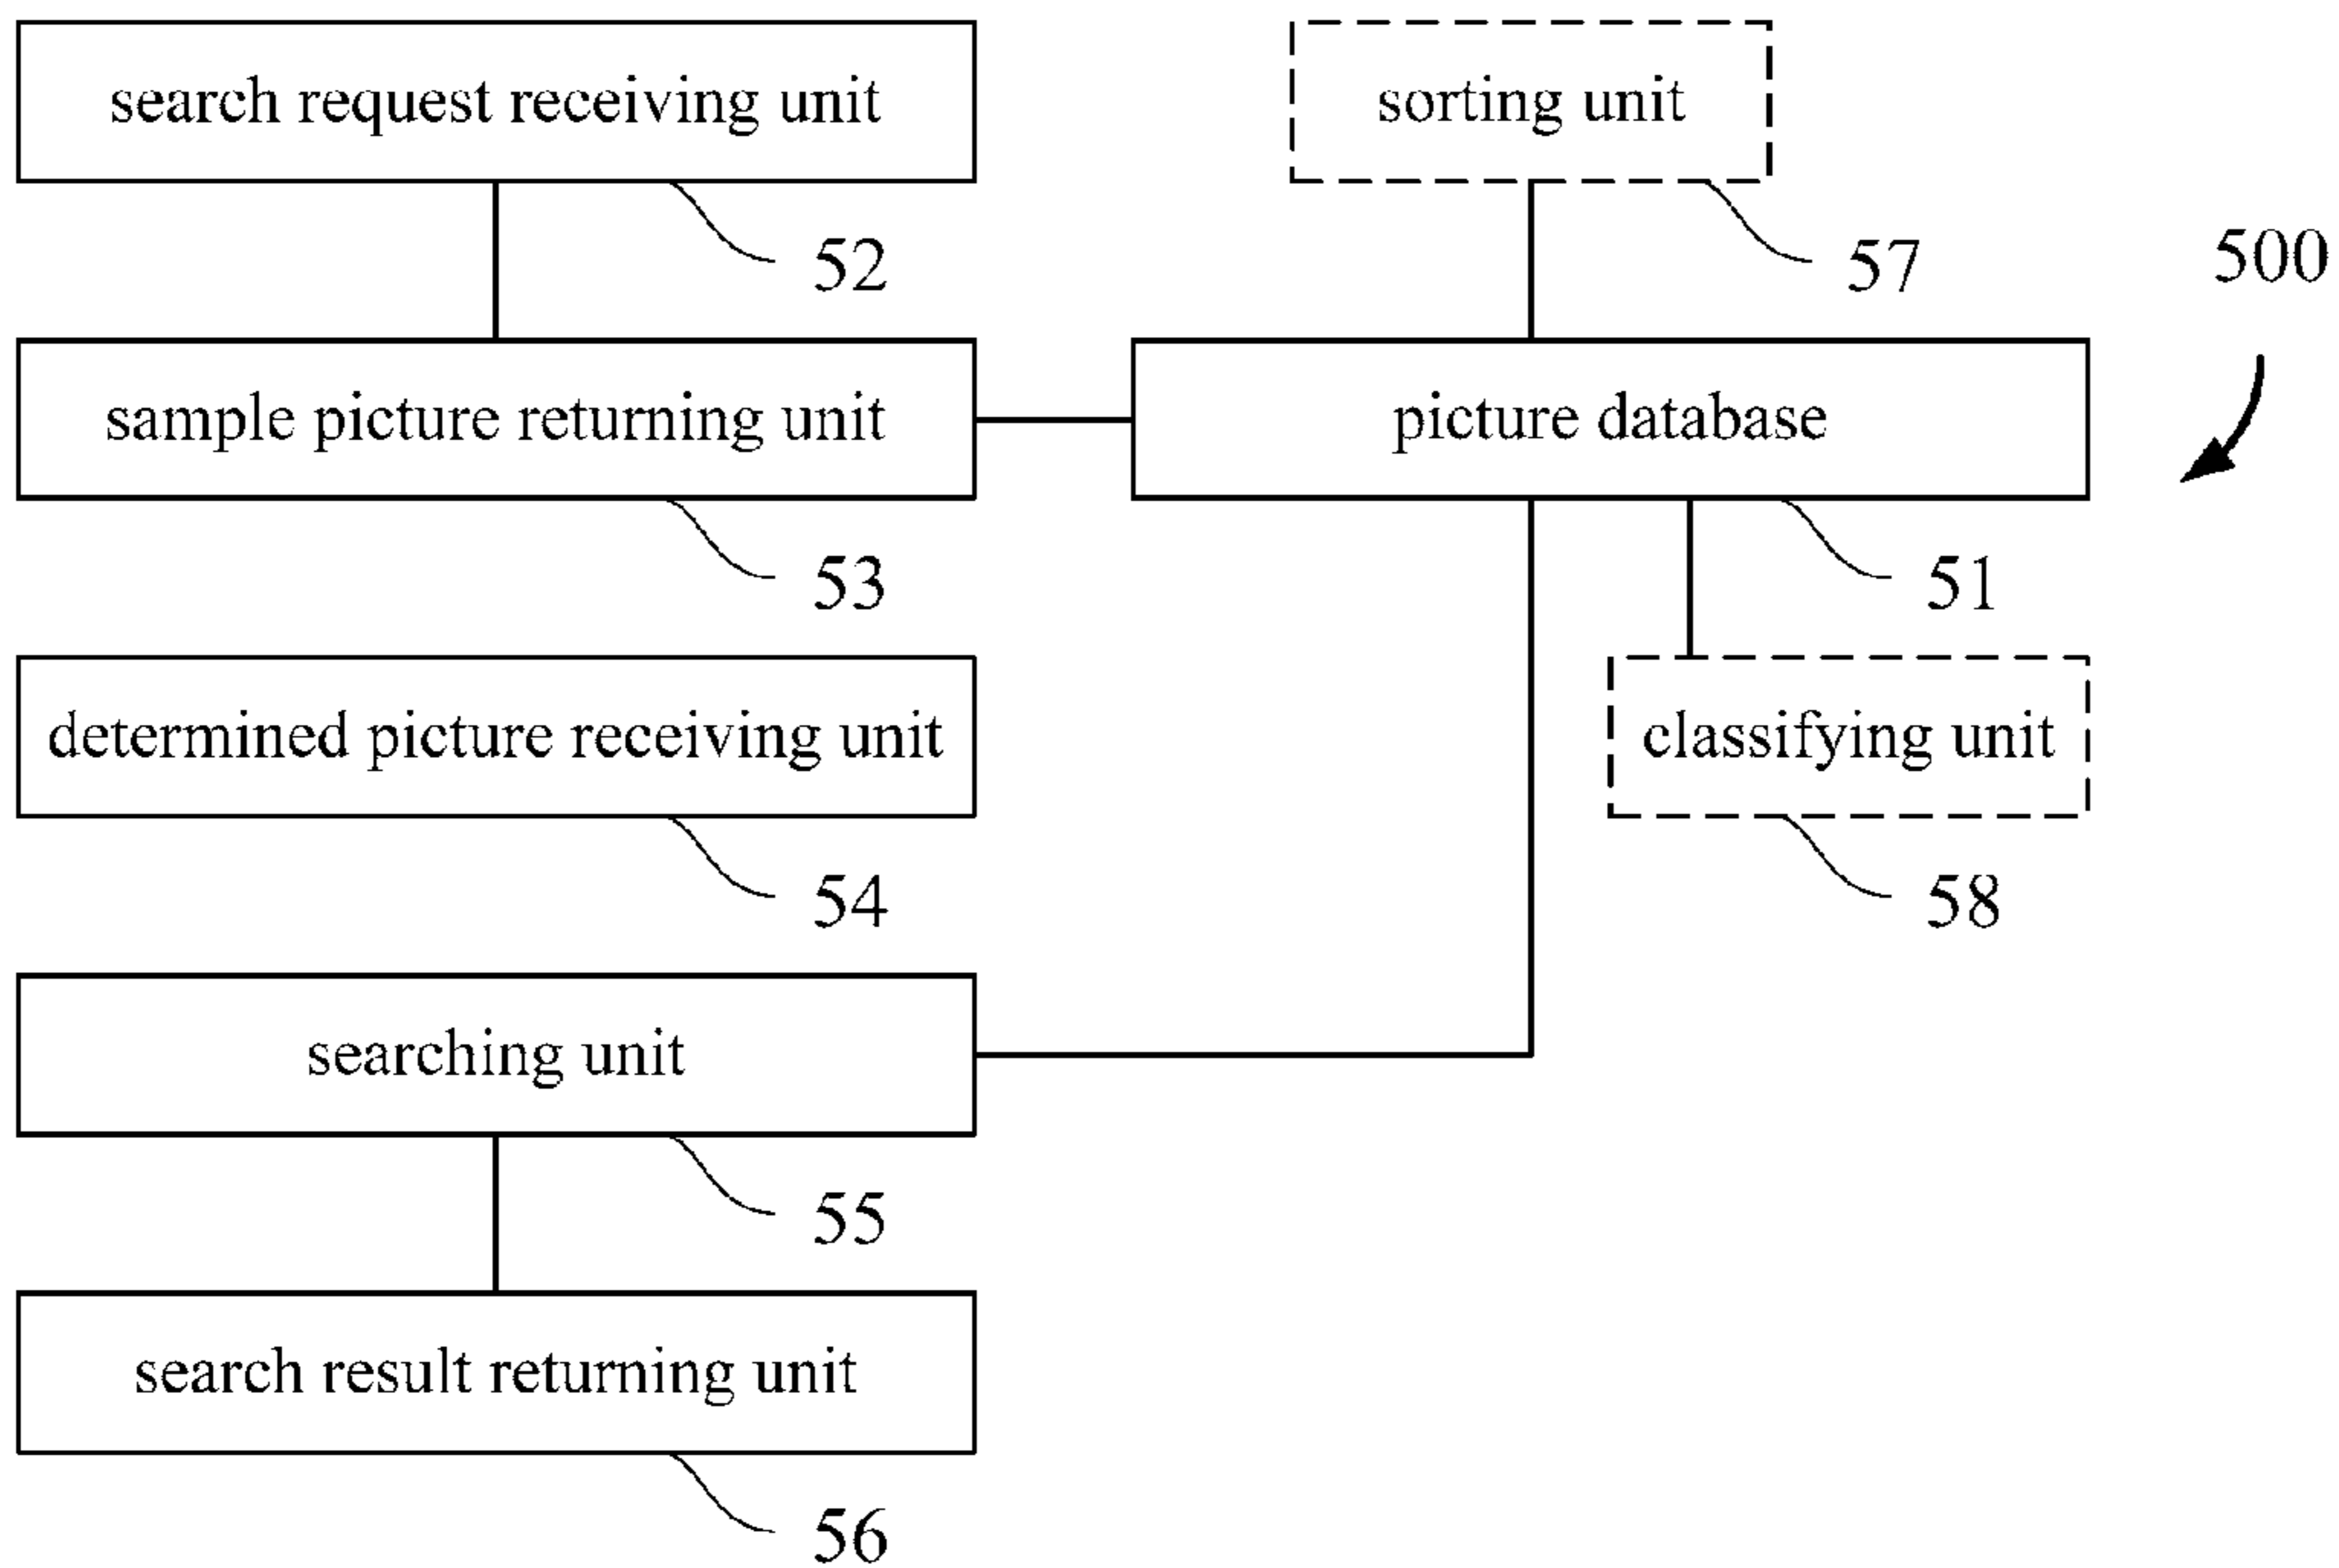 search request receiving unit
52
sorting unit
57
500
sample picture returning unit
53
picture database
51
determined picture receiving unit
54
classifying unit
58
searching unit
55
search result returning unit
56